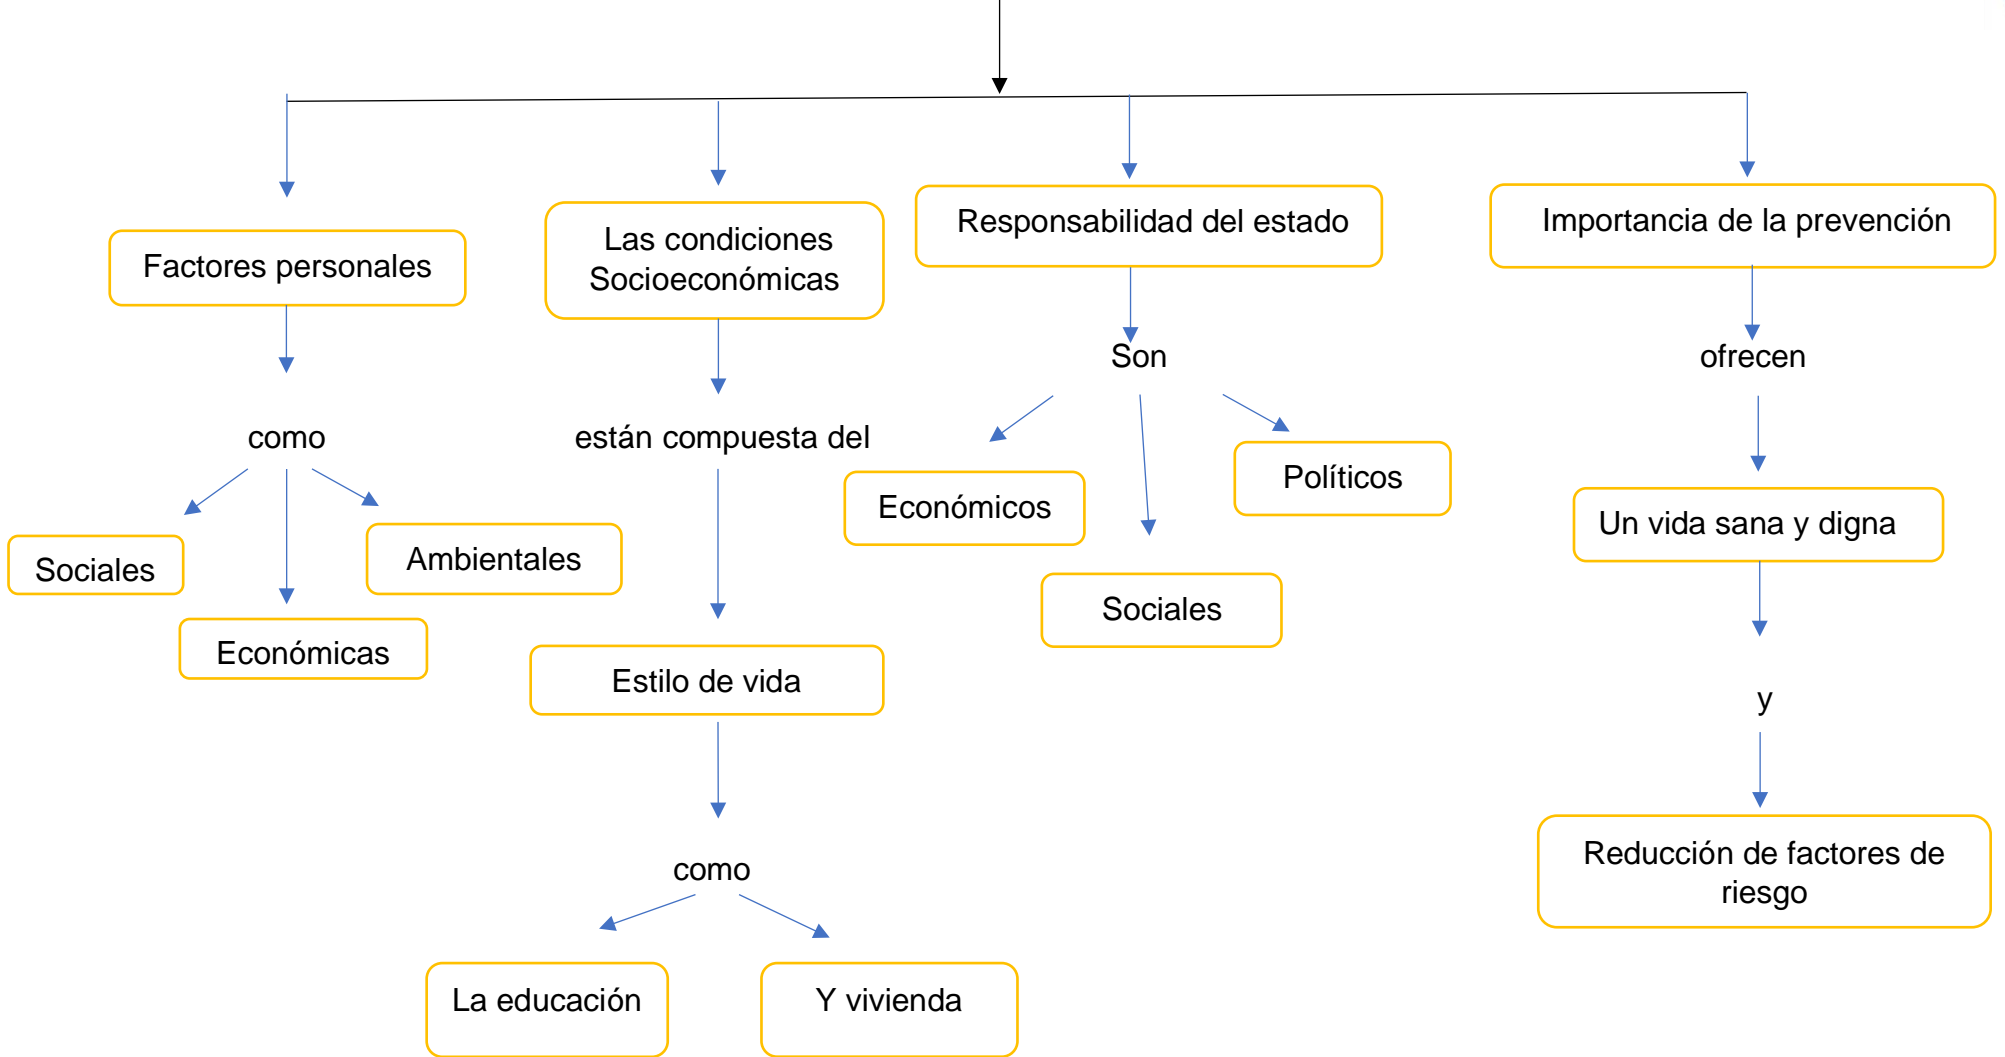 Factores personales
como
Sociales
Económicas
Ambientales
Las condiciones
Socioeconómicas
están compuesta del
Estilo de vida
como
La educación
Y vivienda
Responsabilidad del estado
Son
Económicos
Sociales
Políticos
Importancia de la prevención
ofrecen
Un vida sana y digna
y
Reducción de factores de
riesgo